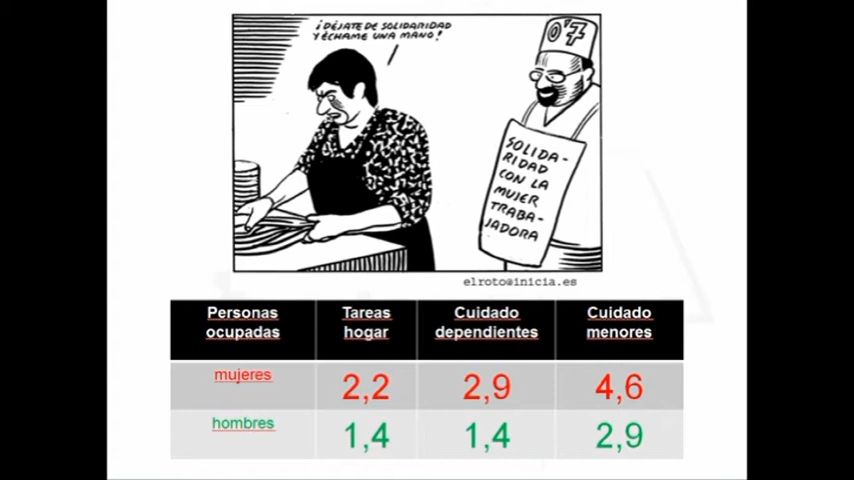 ¡DÉJATE DE SOLIDARIDAD
Y ÉCHAME UNA MANO!
0'7
SOLIDA-
RIDAD
CON LA
MUJER
TRABA-
JADORA
elroto@inicia.es
Personas ocupadas Tareas hogar Cuidado dependientes Cuidado menores
mujeres 2,2 2,9 4,6
hombres 1,4 1,4 2,9